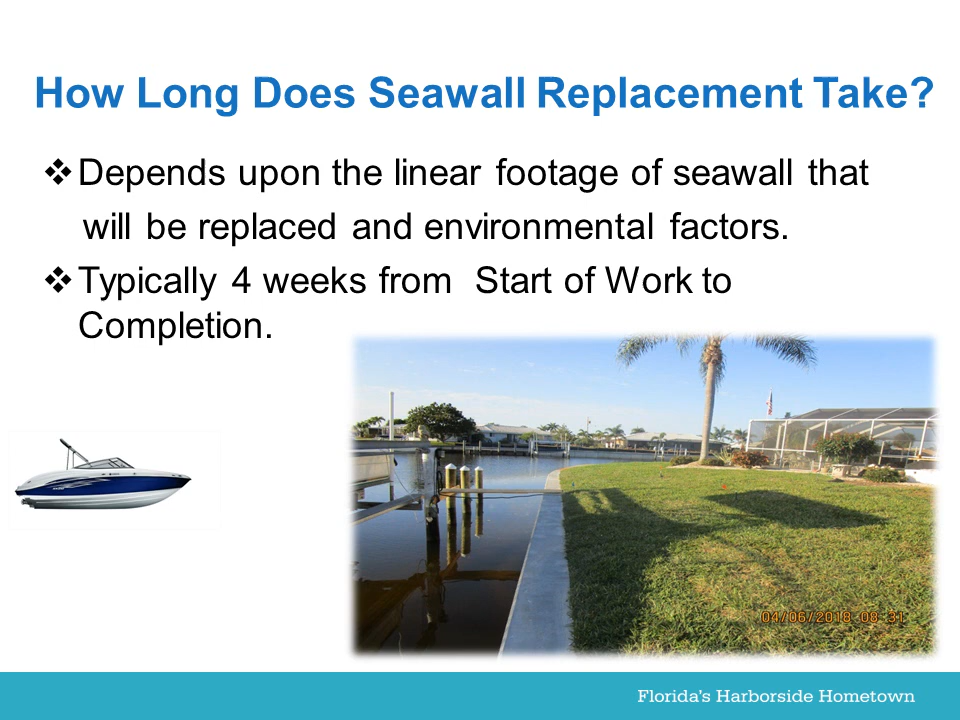 How Long Does Seawall Replacement Take?
❖ Depends upon the linear footage of seawall that
will be replaced and environmental factors.
❖ Typically 4 weeks from  Start of Work to
Completion.
04/06/2018 08:31
Florida's Harborside Hometown